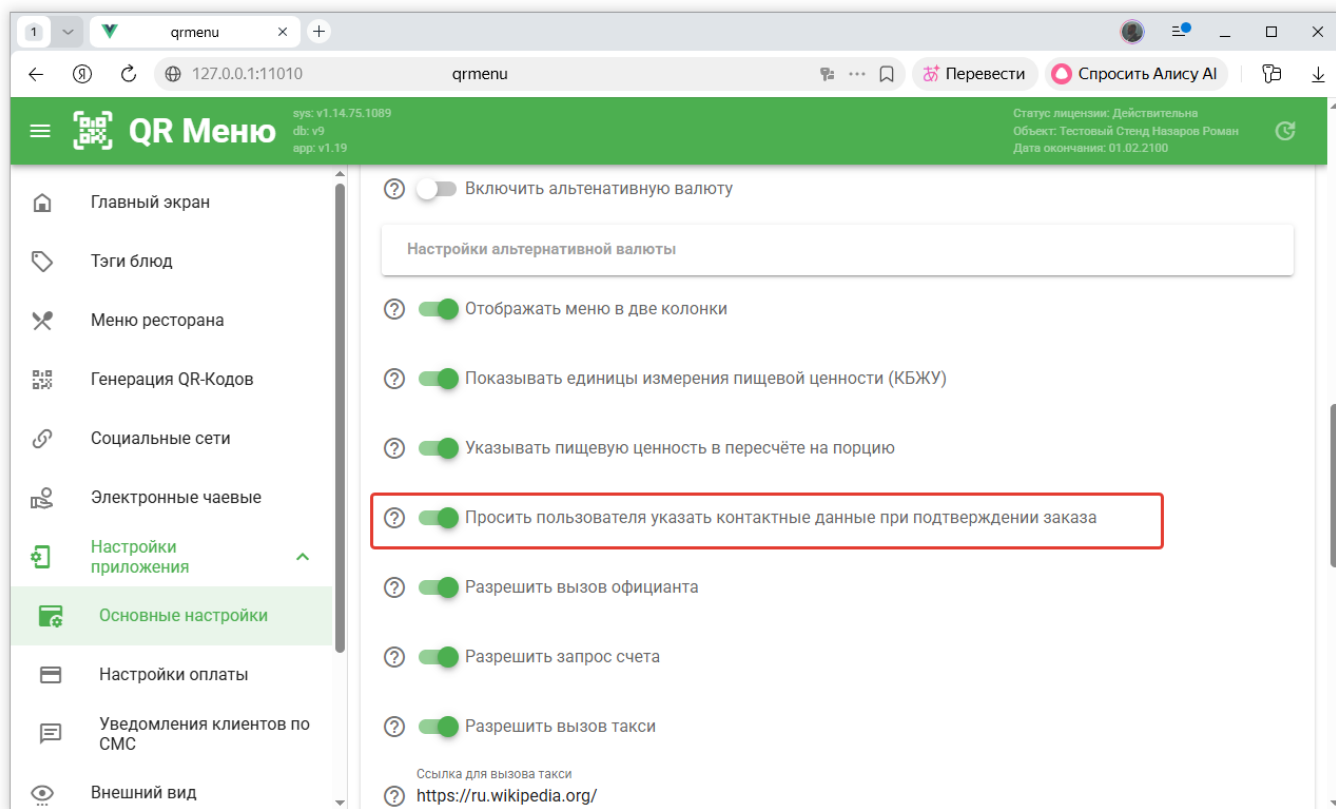 1
qrmenu
127.0.0.1:11010
qrmenu
Перевести
Спросить Алису AI
QR Меню
sys: v1.14.75.1089
db: v9
app: v1.19
Статус лицензии: Действительна
Объект: Тестовый Стенд Назаров Роман
Дата окончания: 01.02.2100
Главный экран
Тэги блюд
Меню ресторана
Генерация QR-Кодов
Социальные сети
Электронные чаевые
Настройки
приложения
Основные настройки
Настройки оплаты
Уведомления клиентов по
СМС
Внешний вид
Включить альтенативную валюту
Настройки альтернативной валюты
Отображать меню в две колонки
Показывать единицы измерения пищевой ценности (КБЖУ)
Указывать пищевую ценность в пересчёте на порцию
Просить пользователя указать контактные данные при подтверждении заказа
Разрешить вызов официанта
Разрешить запрос счета
Разрешить вызов такси
Ссылка для вызова такси
https://ru.wikipedia.org/